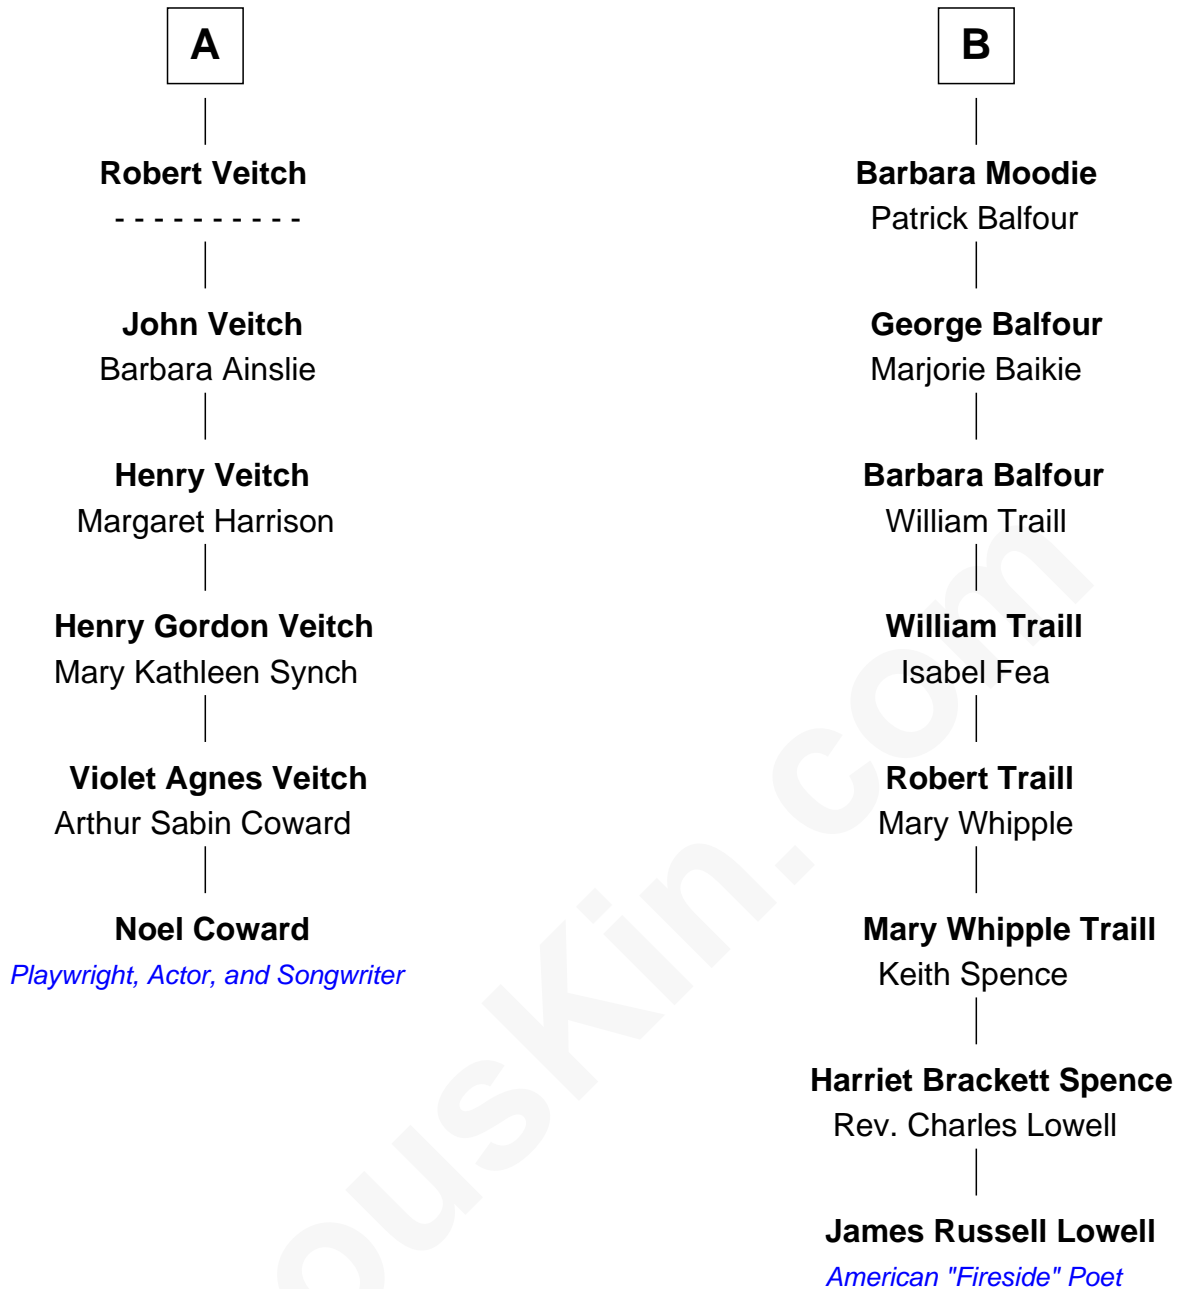 A
Robert Veitch
- - - - - - - - - -
John Veitch
Barbara Ainslie
Henry Veitch
Margaret Harrison
Henry Gordon Veitch
Mary Kathleen Synch
Violet Agnes Veitch
Arthur Sabin Coward
Noel Coward
Playwright, Actor, and Songwriter
B
Barbara Moodie
Patrick Balfour
George Balfour
Marjorie Baikie
Barbara Balfour
William Traill
William Traill
Isabel Fea
Robert Traill
Mary Whipple
Mary Whipple Traill
Keith Spence
Harriet Brackett Spence
Rev. Charles Lowell
James Russell Lowell
American "Fireside" Poet
ousKin.com